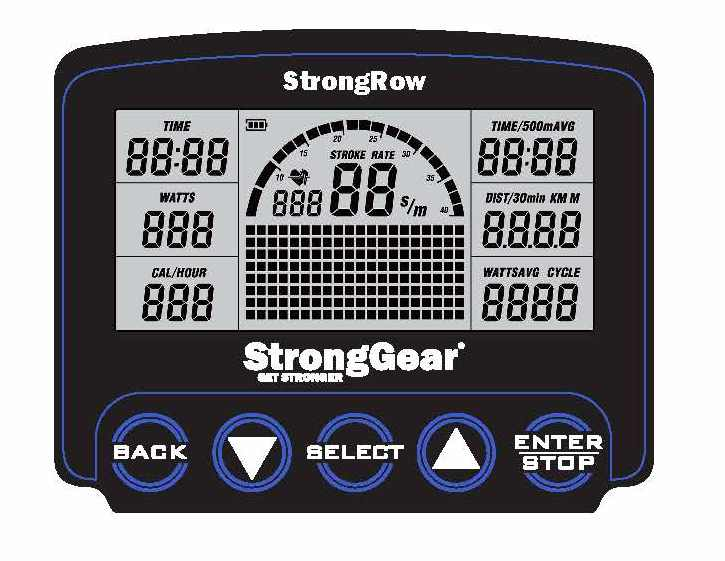 StrongRow
TIME
88:88
WATTS
888
CAL/HOUR
888
10 15 20 25 30 35 40
STROKE RATE
888
88 s/m
TIME/500mAVG
88:88
DIST/30min KM M
8.8.8.8
WATTSAVG CYCLE
8888
StrongGear®
GET STRONGER
BACK
SELECT
ENTER
STOP